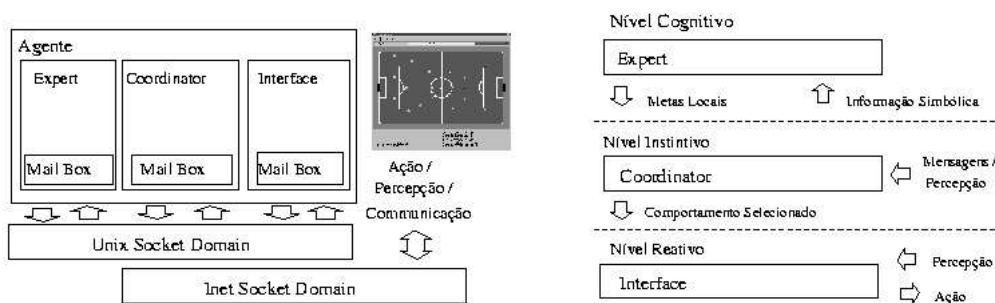 Agente
Expert
Coordinator
Interface
Mail Box
Mail Box
Mail Box
Ação /
Percepção /
Communicação
Unix Socket Domain
Inet Socket Domain
Nível Cognitivo
Expert
Metas Locais
Informação Simbólica
Nível Instintivo
Coordinator
Mensagens /
Percepção
Comportamento Selecionado
Nível Reativo
Interface
Percepção
Ação